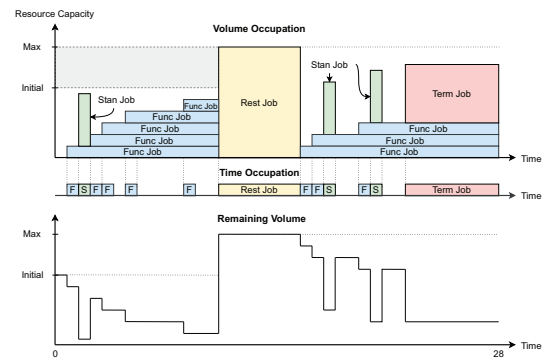 Resource Capacity
Volume Occupation
Max
Initial
Stan Job
Stan Job
Func Job
Func Job
Func Job
Func Job
Func Job
Rest Job
Term Job
Func Job
Func Job
Func Job
Time
Time Occupation
F S F F F F Rest Job F F S F S Term Job
Time
Remaining Volume
Max
Initial
Time
0 28